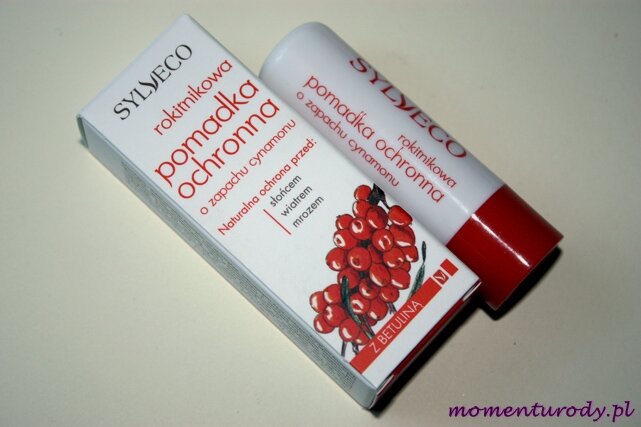 SYLVECO
rokitnikowa
pomadka
ochronna
o zapachu cynamonu
Naturalna ochrona przed:
słońcem
wiatrem
mrozem
Z BETULINĄ
SYLVECO
rokitnikowa
pomadka ochronna
o zapachu cynamonu
momenturody.pl